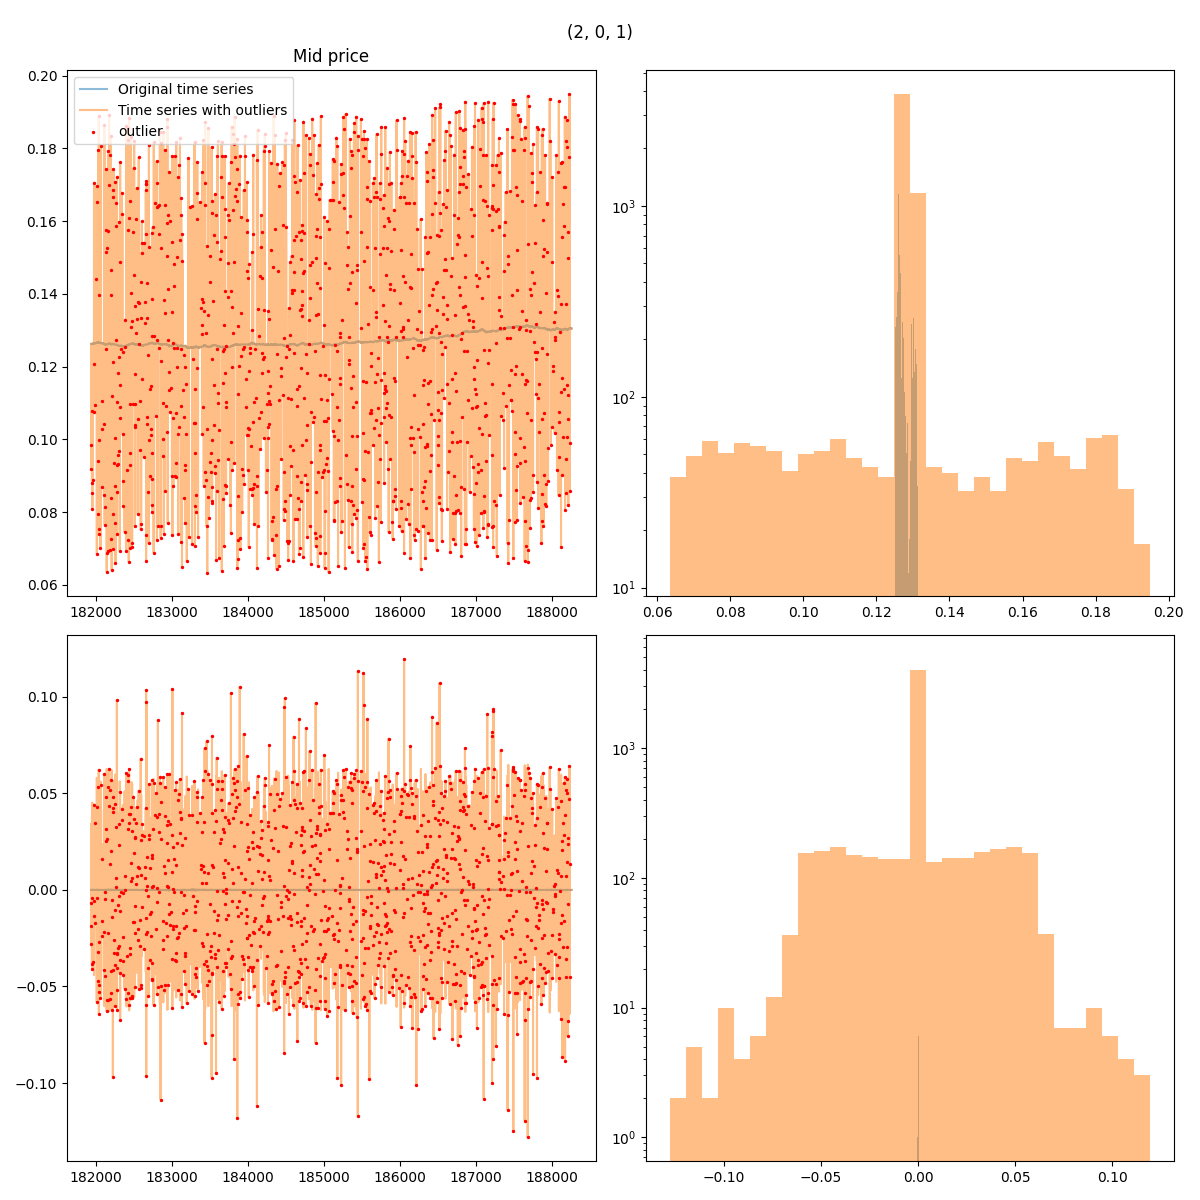 (2, 0, 1)
Mid price
Original time series
Time series with outliers
outlier
0.20
0.18
0.16
0.14
0.12
0.10
0.08
0.06
182000 183000 184000 185000 186000 187000 188000
10³
10²
10¹
0.06 0.08 0.10 0.12 0.14 0.16 0.18 0.20
0.10
0.05
0.00
−0.05
−0.10
182000 183000 184000 185000 186000 187000 188000
10³
10²
10¹
10⁰
−0.10 −0.05 0.00 0.05 0.10